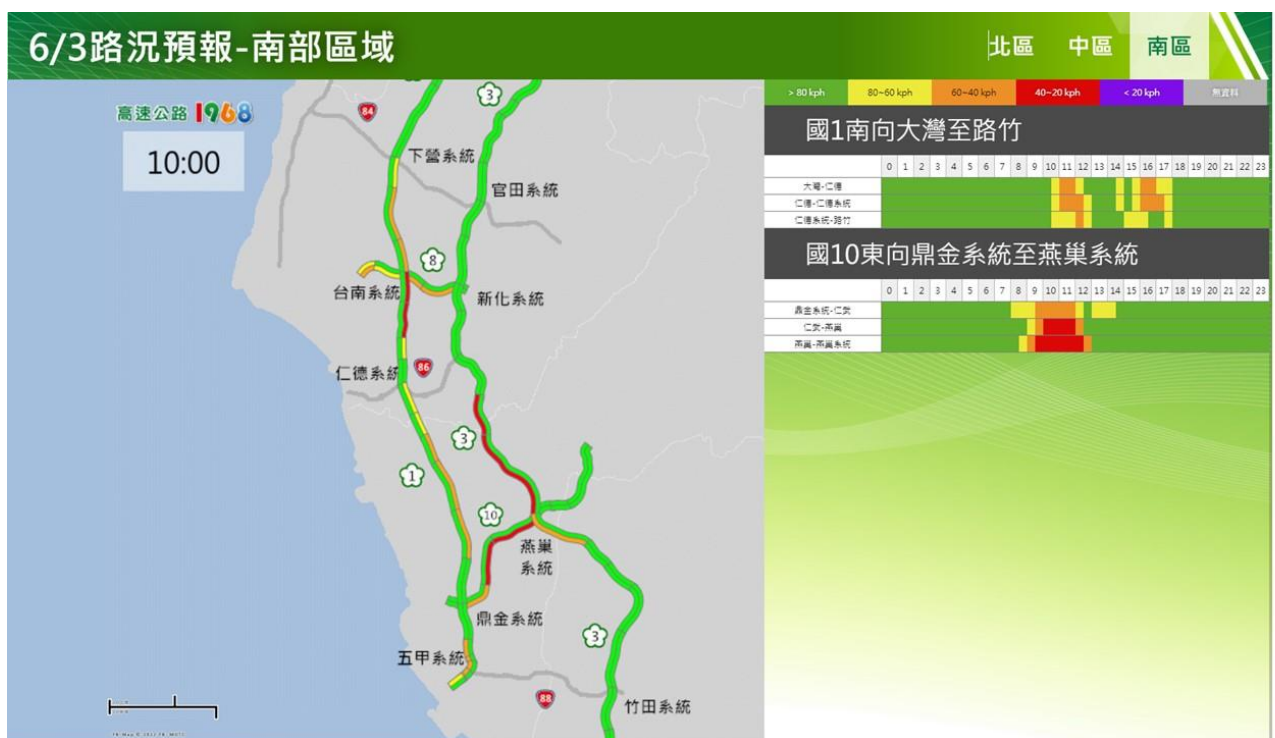 6/3路況預報-南部區域
北區 中區 南區
高速公路1968
10:00
84
3
下營系統
官田系統
8
台南系統
新化系統
仁德系統
86
3
1
10
燕巢
系統
鼎金系統
3
五甲系統
88
竹田系統
> 80 kph 80~60 kph 60~40 kph 40~20 kph < 20 kph 無資料
國1南向大灣至路竹
0 1 2 3 4 5 6 7 8 9 10 11 12 13 14 15 16 17 18 19 20 21 22 23
大灣-仁德
仁德-仁德系統
仁德系統-路竹
國10東向鼎金系統至燕巢系統
0 1 2 3 4 5 6 7 8 9 10 11 12 13 14 15 16 17 18 19 20 21 22 23
鼎金系統-仁武
仁武-燕巢
燕巢-燕巢系統